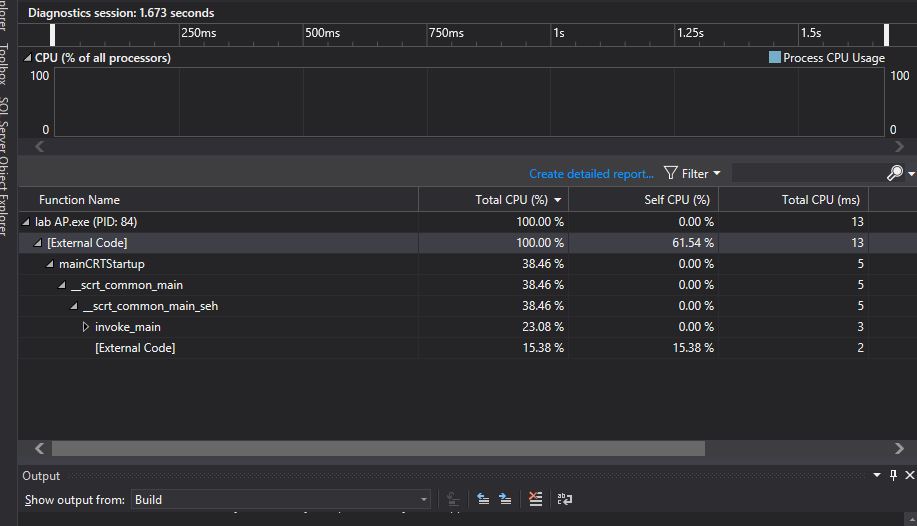 Diagnostics session: 1.673 seconds
250ms 500ms 750ms 1s 1.25s 1.5s
CPU (% of all processors) Process CPU Usage
100 100
0 0
Create detailed report... Filter
Function Name Total CPU (%) Self CPU (%) Total CPU (ms)
lab AP.exe (PID: 84) 100.00 % 0.00 % 13
[External Code] 100.00 % 61.54 % 13
mainCRTStartup 38.46 % 0.00 % 5
__scrt_common_main 38.46 % 0.00 % 5
__scrt_common_main_seh 38.46 % 0.00 % 5
invoke_main 23.08 % 0.00 % 3
[External Code] 15.38 % 15.38 % 2
Output
Show output from: Build
Toolbox
SQL Server Object Explorer